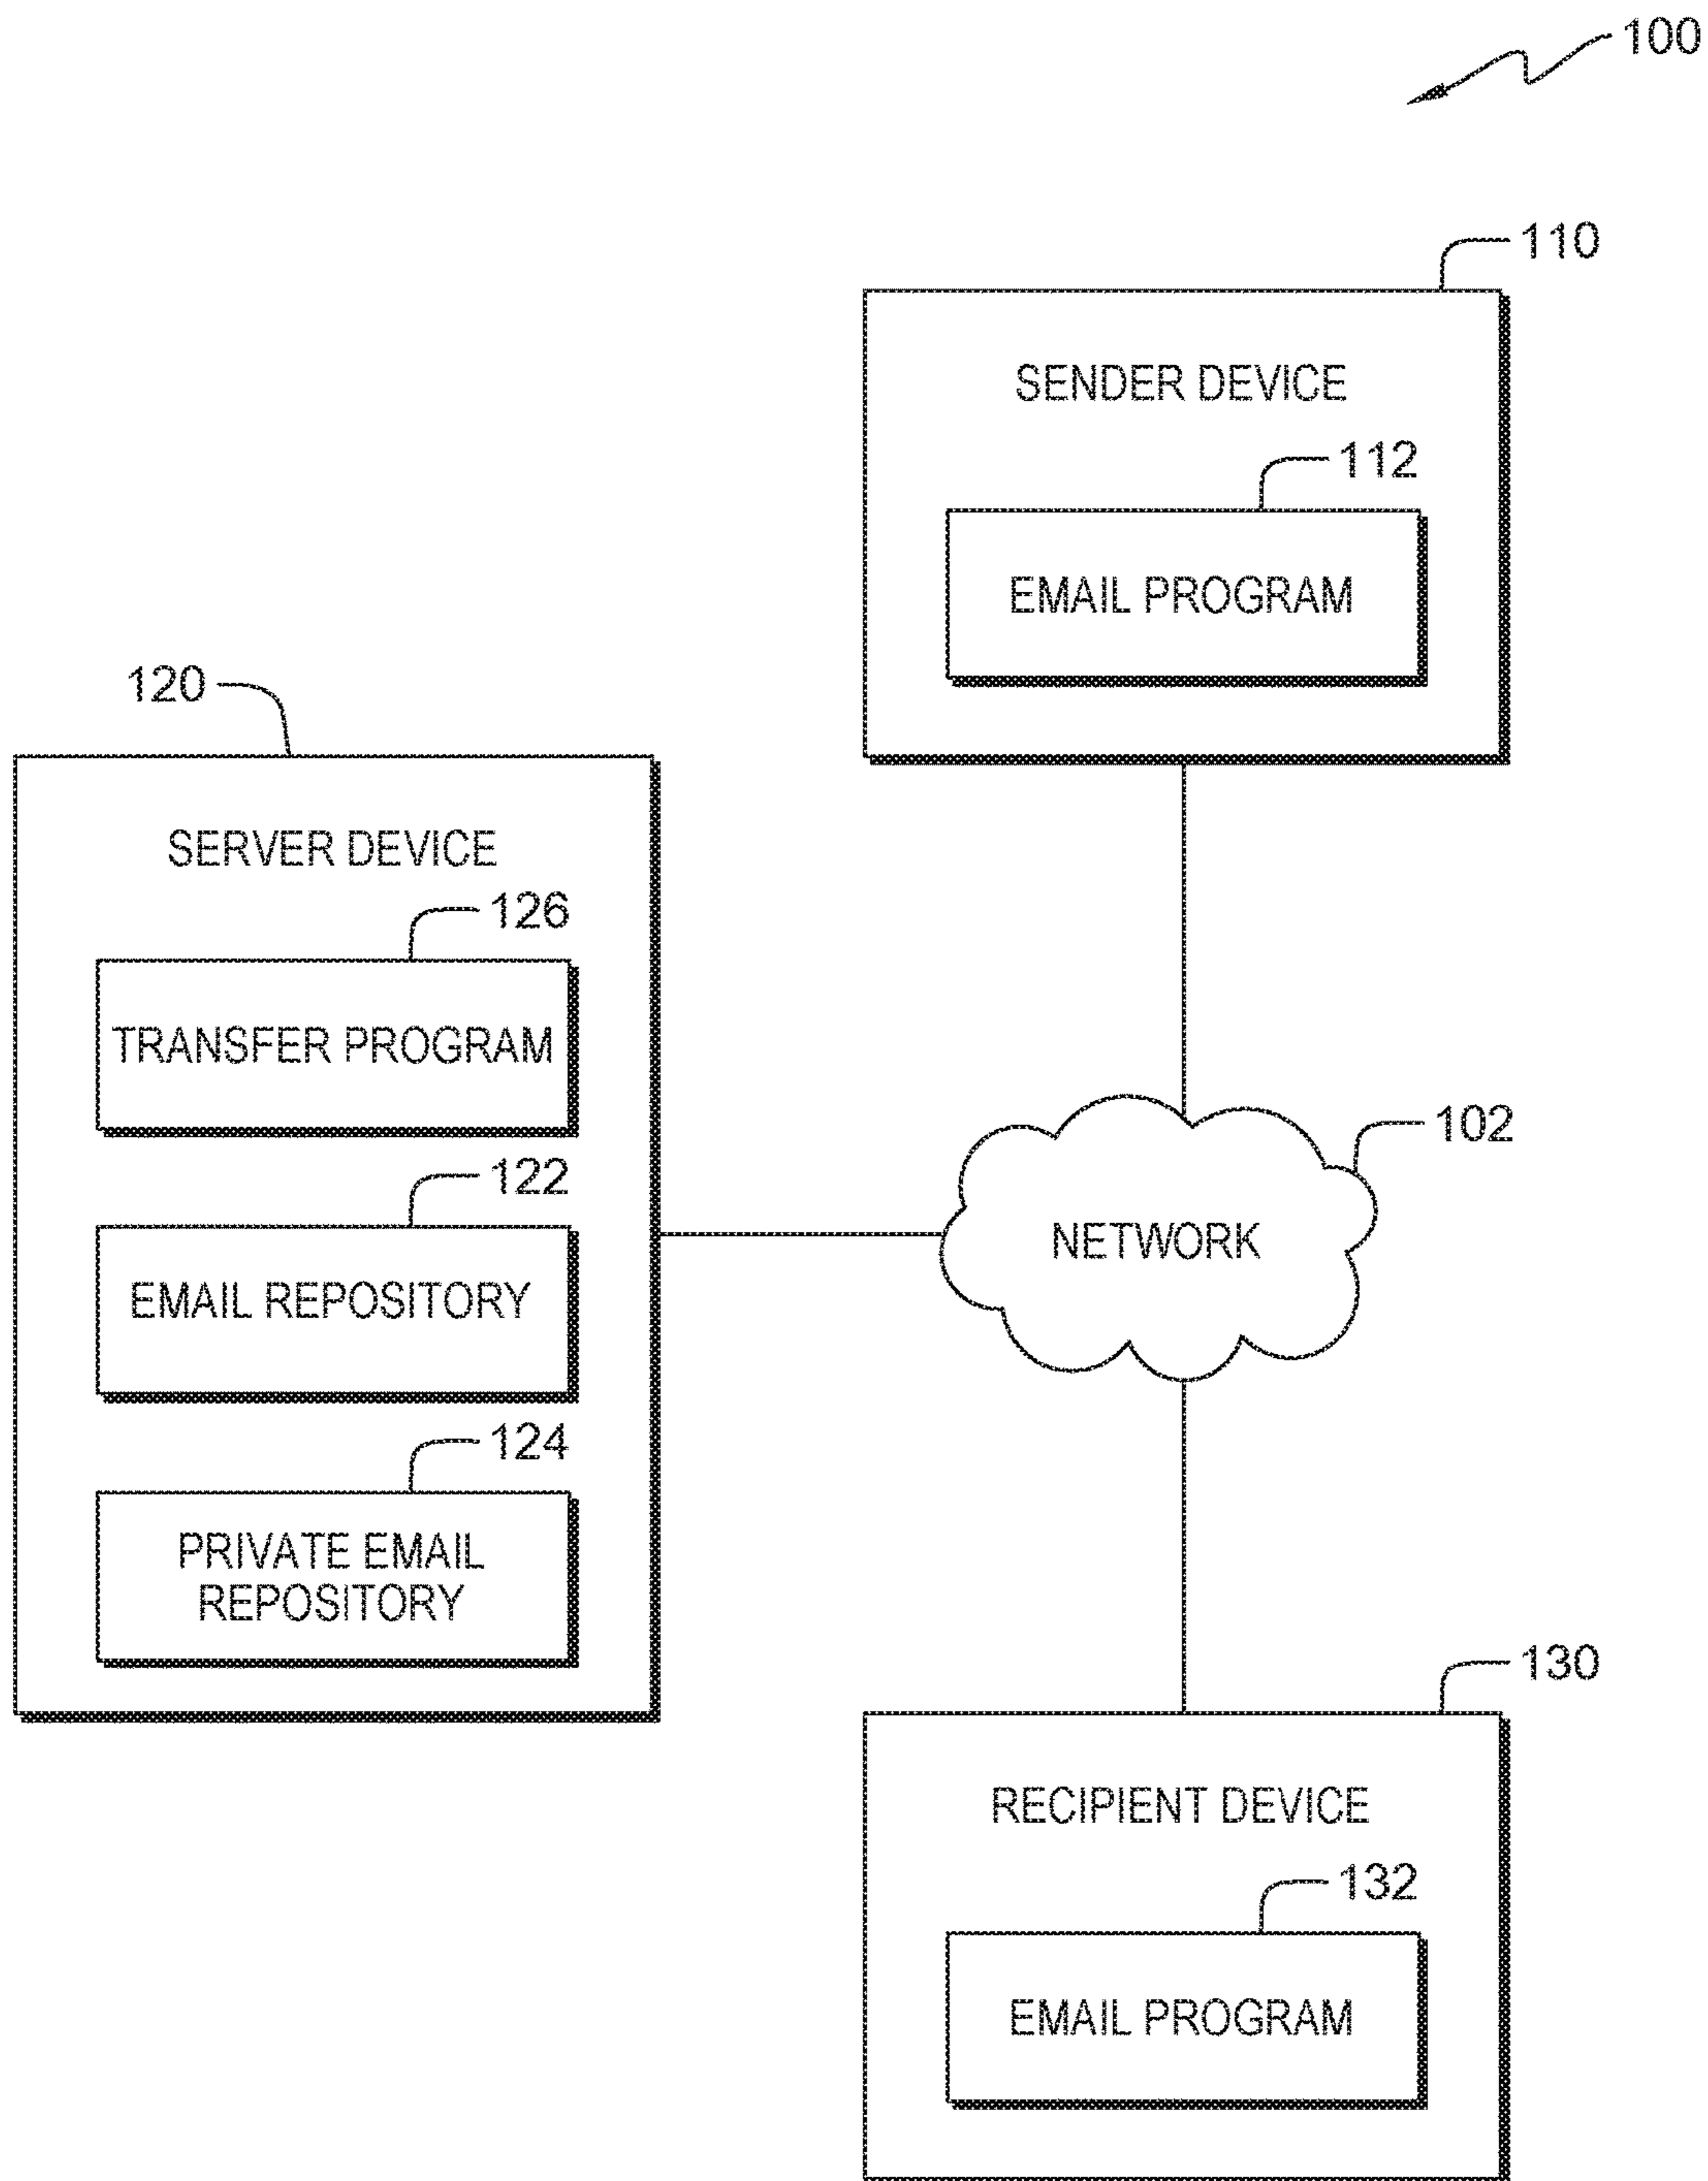 100
110
SENDER DEVICE
112
EMAIL PROGRAM
120
SERVER DEVICE
126
TRANSFER PROGRAM
122
EMAIL REPOSITORY
124
PRIVATE EMAIL
REPOSITORY
102
NETWORK
130
RECIPIENT DEVICE
132
EMAIL PROGRAM